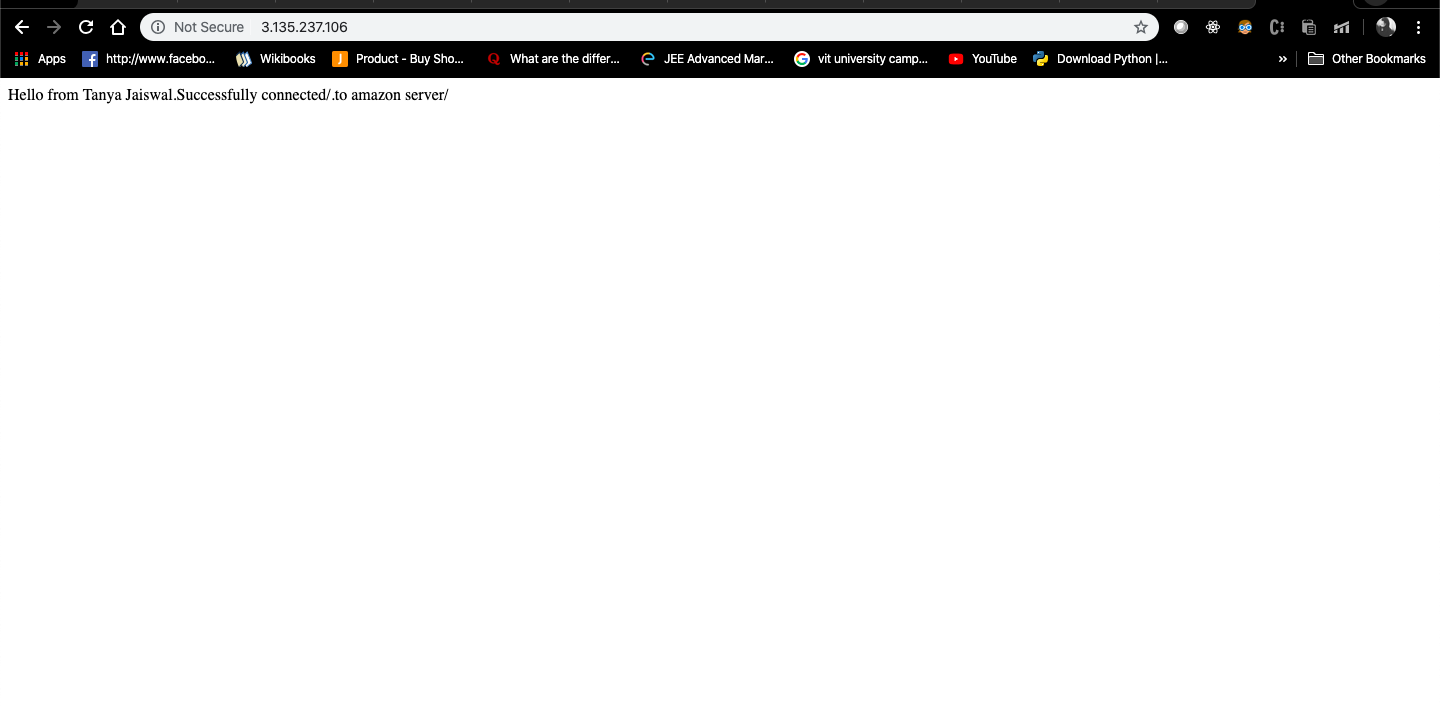 Not Secure 3.135.237.106
Apps http://www.facebo... Wikibooks Product - Buy Sho... What are the differ... JEE Advanced Mar... vit university camp... YouTube Download Python |... » Other Bookmarks
Hello from Tanya Jaiswal.Successfully connected/.to amazon server/